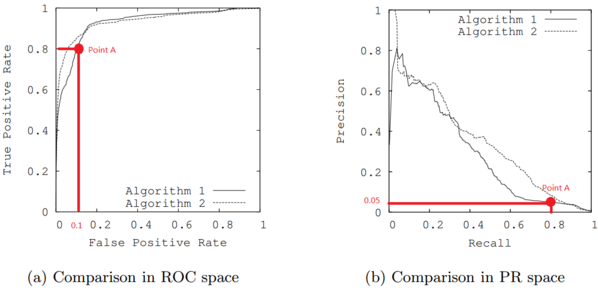 1
0.8
0.6
0.4
0.2
0
True Positive Rate
Point A
Algorithm 1
Algorithm 2
0 0.2 0.4 0.6 0.8 1
0.1
False Positive Rate
(a) Comparison in ROC space
1
0.8
0.6
0.4
0.2
0.05
0
Precision
Algorithm 1
Algorithm 2
Point A
0 0.2 0.4 0.6 0.8 1
Recall
(b) Comparison in PR space